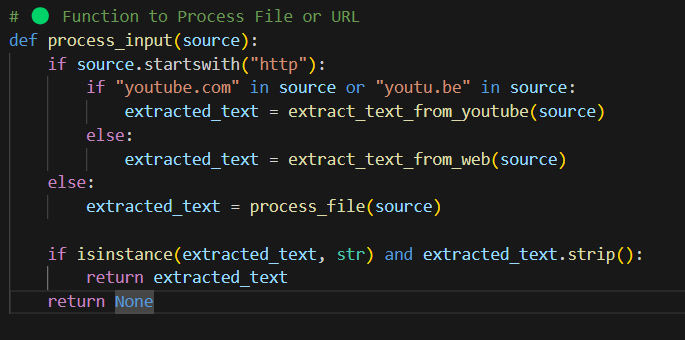 # 🟢 Function to Process File or URL
def process_input(source):
    if source.startswith("http"):
        if "youtube.com" in source or "youtu.be" in source:
            extracted_text = extract_text_from_youtube(source)
        else:
            extracted_text = extract_text_from_web(source)
    else:
        extracted_text = process_file(source)

    if isinstance(extracted_text, str) and extracted_text.strip():
        return extracted_text
    return None